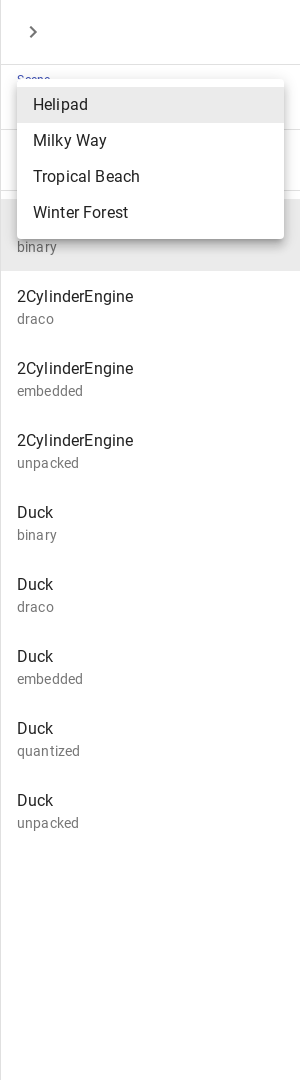 Helipad
Milky Way
Tropical Beach
Winter Forest
binary
2CylinderEngine
draco
2CylinderEngine
embedded
2CylinderEngine
unpacked
Duck
binary
Duck
draco
Duck
embedded
Duck
quantized
Duck
unpacked